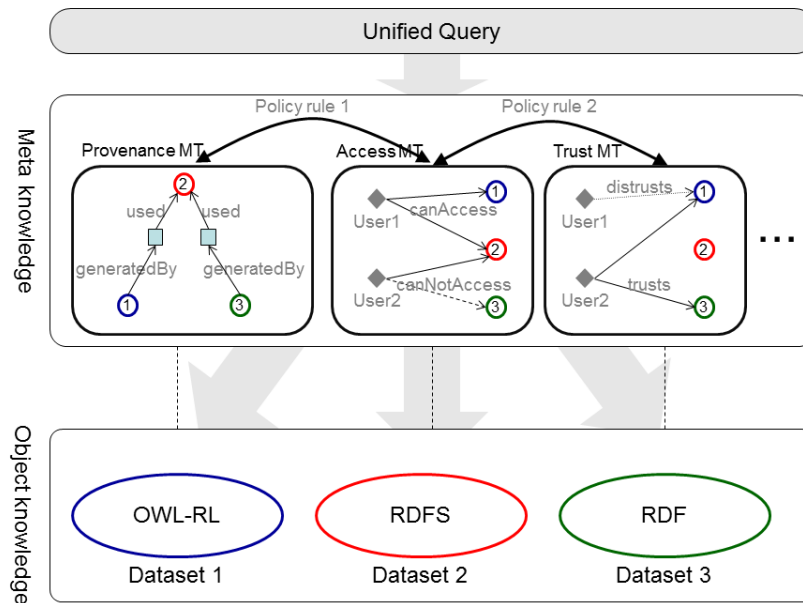 Unified Query
Meta knowledge
Policy rule 1
Policy rule 2
Provenance MT
Access MT
Trust MT
2
used
used
generatedBy
generatedBy
1
3
User1
canAccess
1
2
User2
canNotAccess
3
distrusts
User1
1
2
User2
trusts
3
...
Object knowledge
OWL-RL
RDFS
RDF
Dataset 1
Dataset 2
Dataset 3